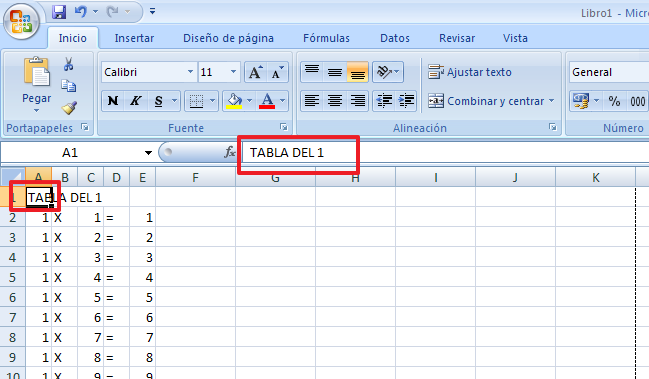 Libro1 - Micro
Inicio Insertar Diseño de página Fórmulas Datos Revisar Vista
Calibri 11 A A Ajustar texto General
Pegar N K S A Combinar y centrar % 000
Portapapeles Fuente Alineación Número
A1 fx TABLA DEL 1
A B C D E F G H I J K
1 TABLA DEL 1
2 1 X 1 = 1
3 1 X 2 = 2
4 1 X 3 = 3
5 1 X 4 = 4
6 1 X 5 = 5
7 1 X 6 = 6
8 1 X 7 = 7
9 1 X 8 = 8
10 1 X 9 = 9